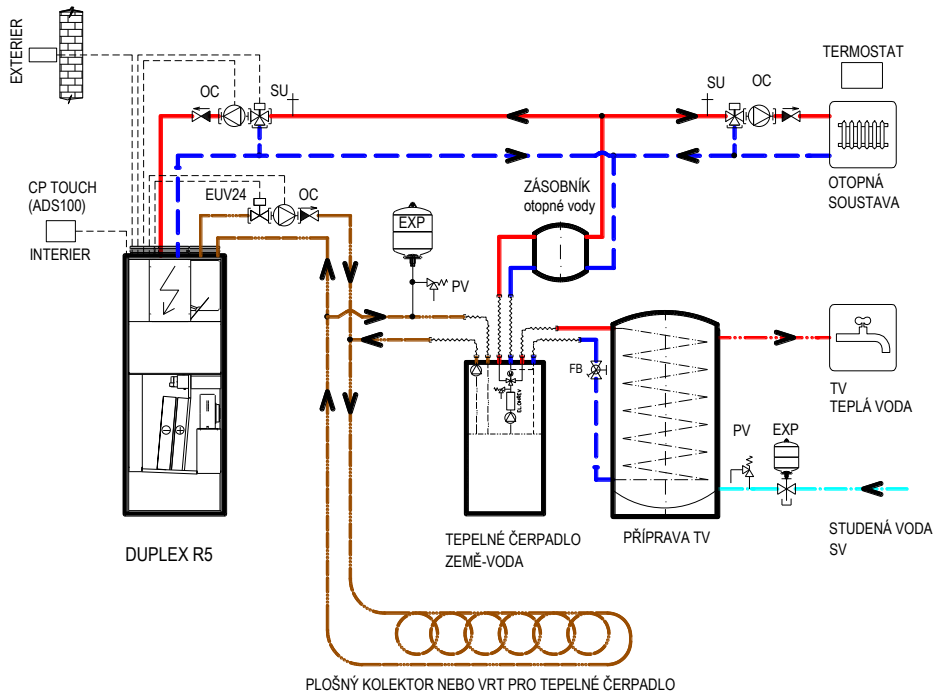 EXTERIER
OC
SU
SU
OC
TERMOSTAT
OTOPNÁ
SOUSTAVA
CP TOUCH
(ADS100)
INTERIER
EUV24
OC
EXP
PV
ZÁSOBNÍK
otopné vody
FB
ELOHŘEV
TV
TEPLÁ VODA
PV
EXP
STUDENÁ VODA
SV
DUPLEX R5
TEPELNÉ ČERPADLO
ZEMĚ-VODA
PŘÍPRAVA TV
PLOŠNÝ KOLEKTOR NEBO VRT PRO TEPELNÉ ČERPADLO